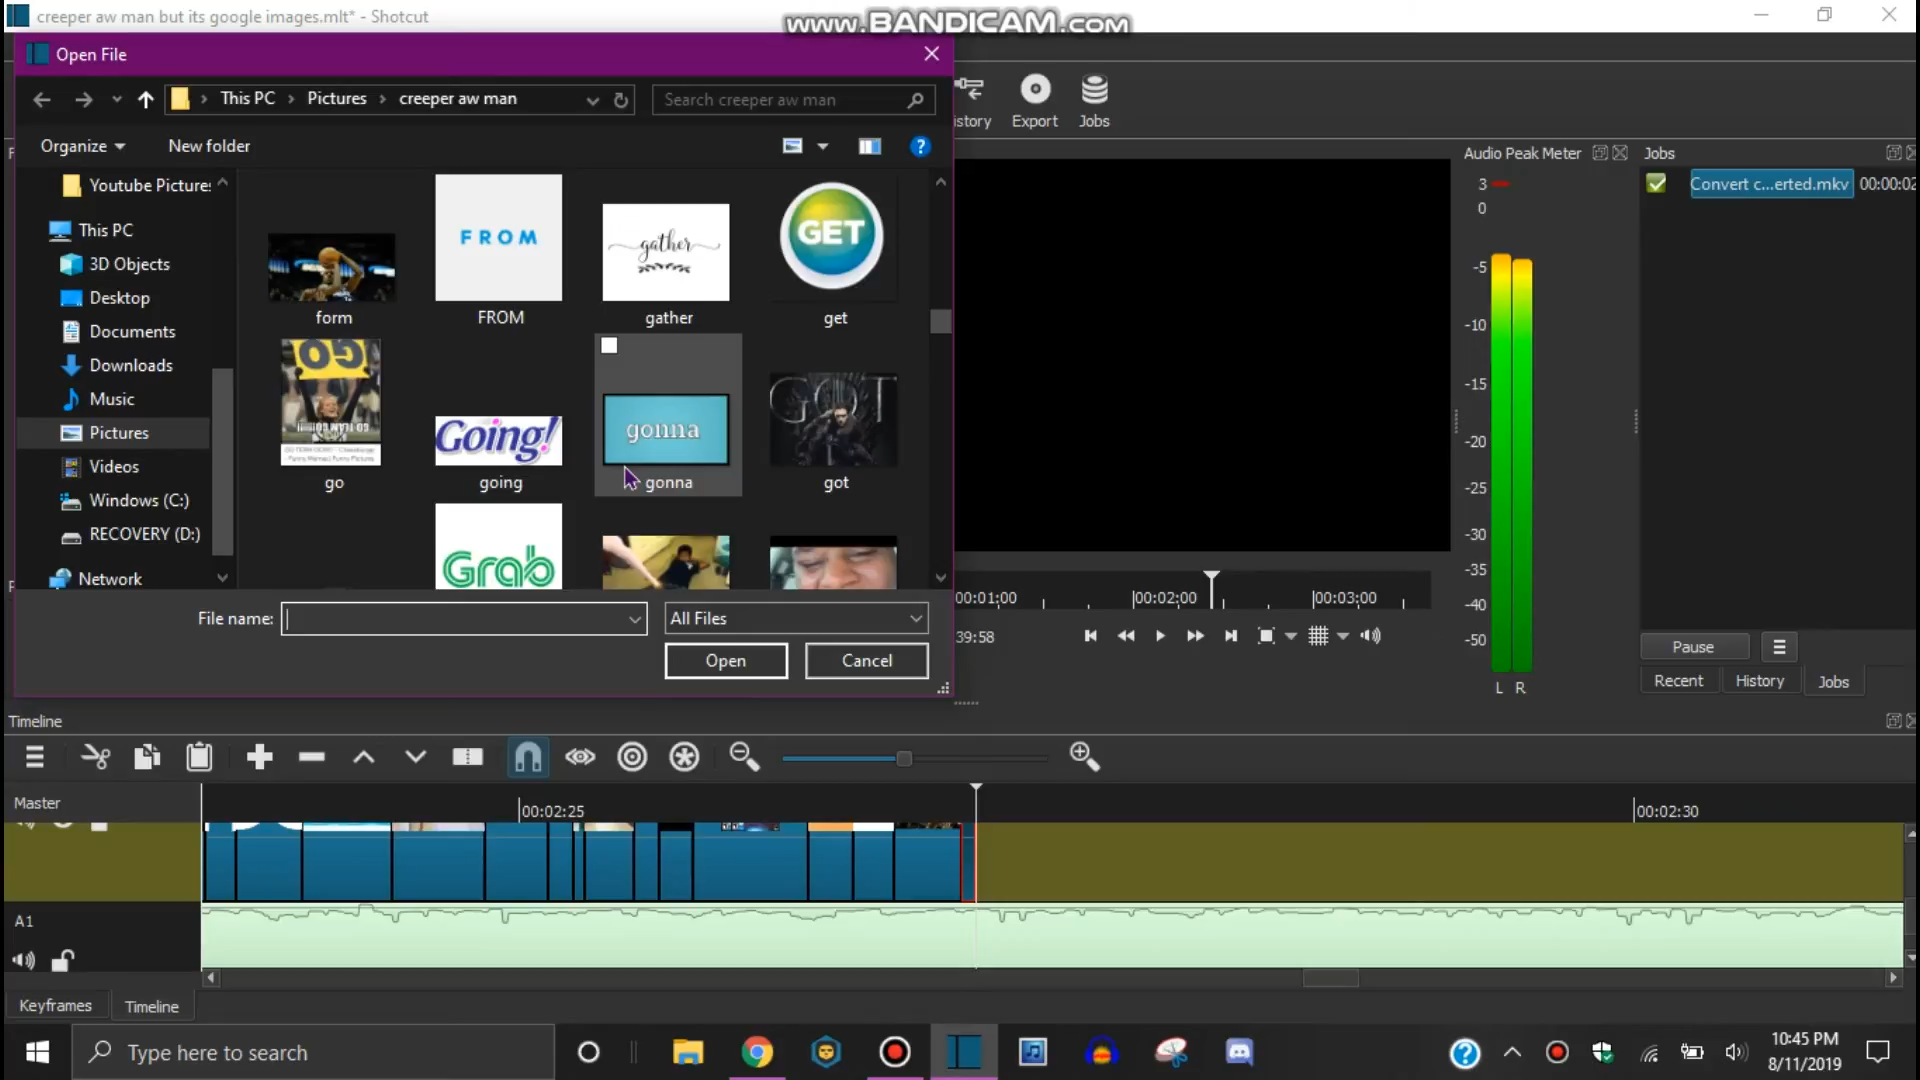 creeper aw man but its google images.mlt* - Shotcut
www.BANDICAM.com
Open File
This PC
Pictures
creeper aw man
Search creeper aw man
Organize
New folder
istory
Export
Jobs
Youtube Pictures
This PC
3D Objects
Desktop
Documents
Downloads
Music
Pictures
Videos
Windows (C:)
RECOVERY (D:)
Network
FROM
gather
GET
form
FROM
gather
get
GO
Going!
gonna
GOT
go
going
gonna
got
Grab
File name:
All Files
Open
Cancel
Audio Peak Meter
3
0
-5
-10
-15
-20
-25
-30
-35
-40
-50
L R
Jobs
Convert c...erted.mkv
00:00:02
00:01:00
00:02:00
00:03:00
39:58
Pause
Recent
History
Jobs
Timeline
Master
00:02:25
00:02:30
A1
Keyframes
Timeline
Type here to search
10:45 PM
8/11/2019